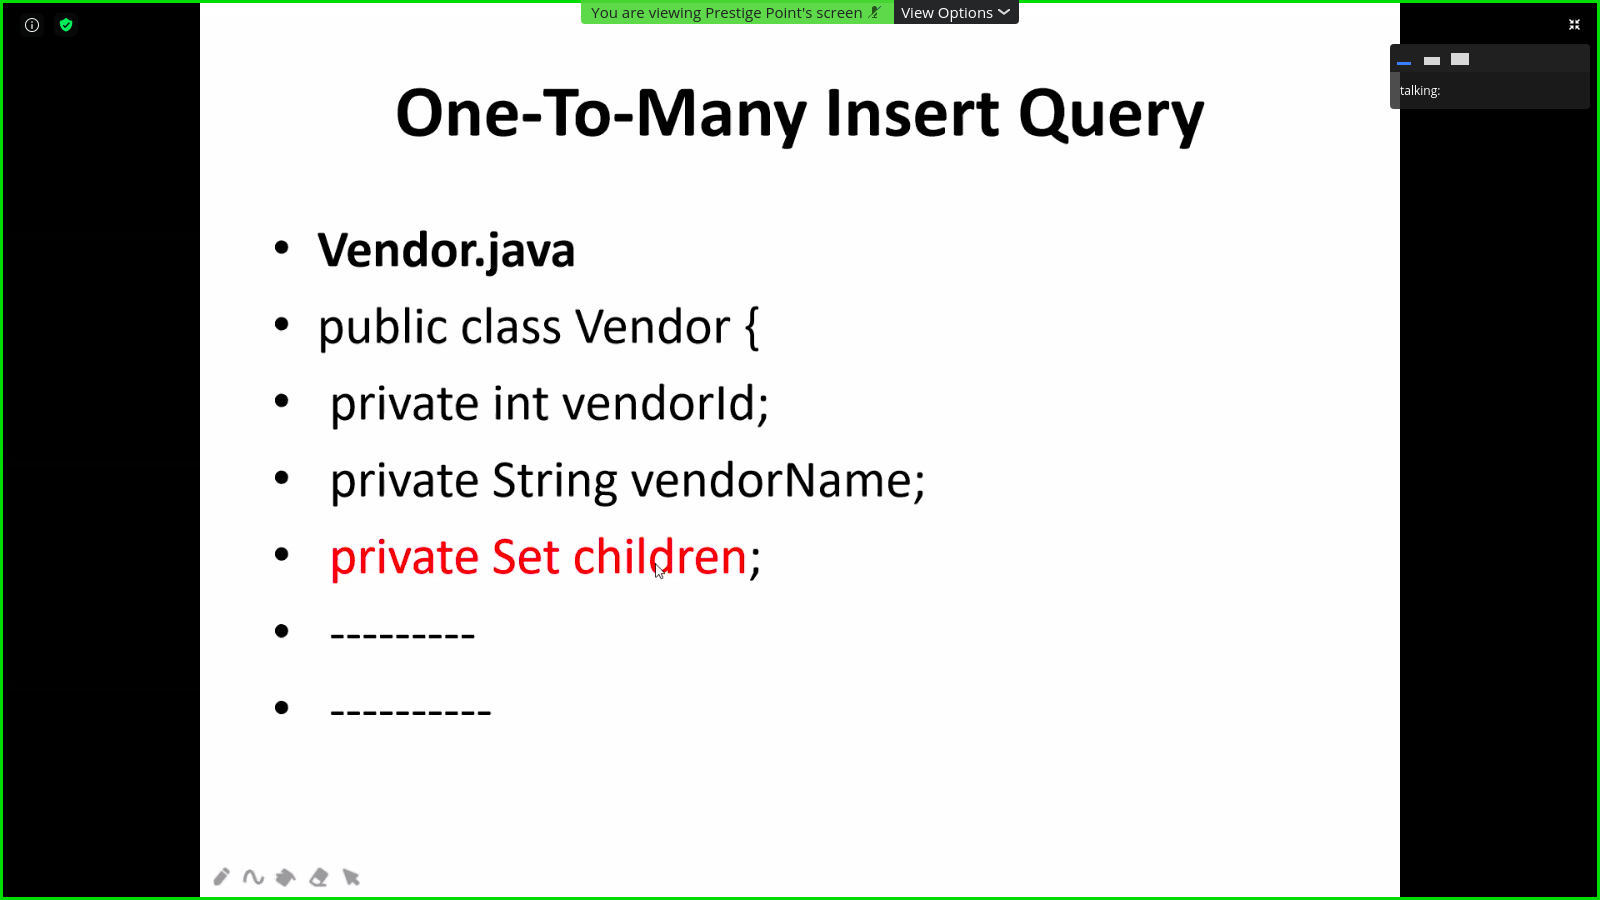 You are viewing Prestige Point's screen View Options
talking:
One-To-Many Insert Query
• Vendor.java
• public class Vendor {
• private int vendorId;
• private String vendorName;
• private Set children;
• ---------
• ----------